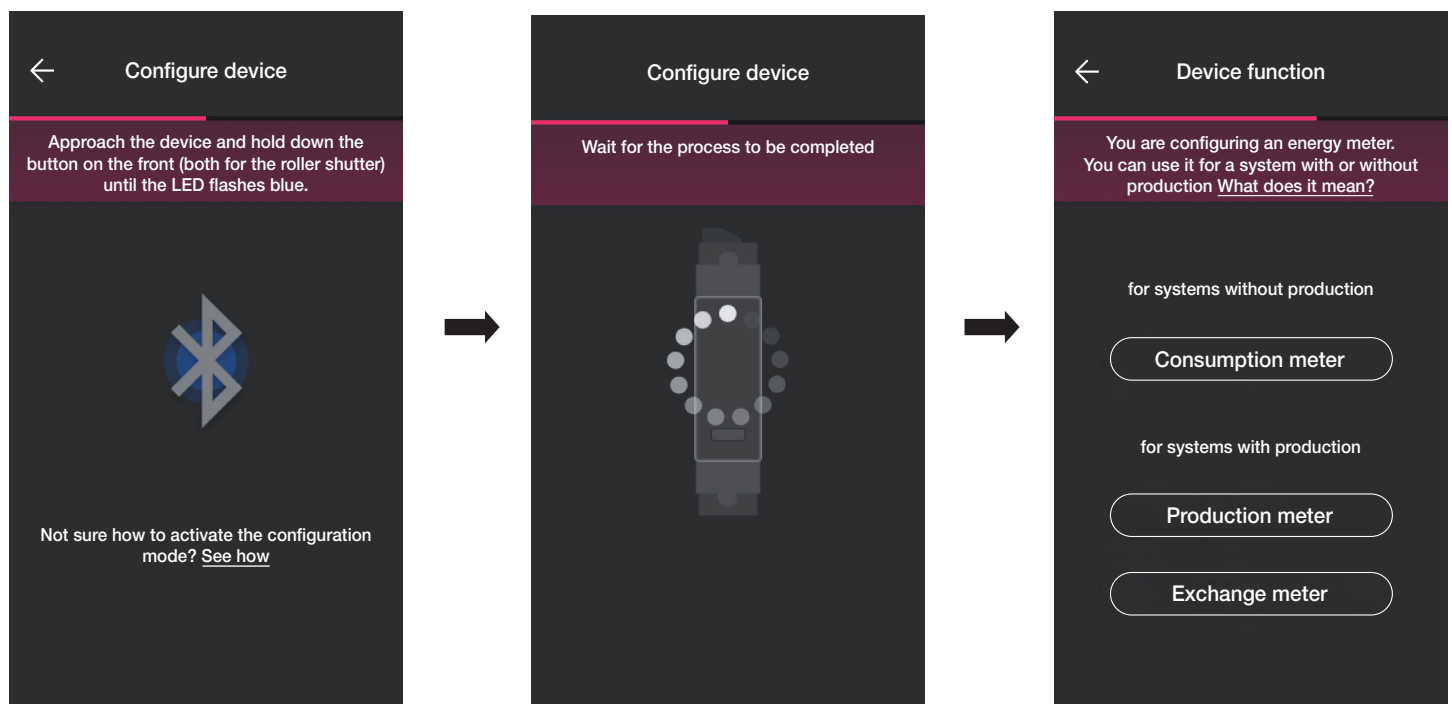 Configure device
Approach the device and hold down the
button on the front (both for the roller shutter)
until the LED flashes blue.
Not sure how to activate the configuration
mode? See how
Configure device
Wait for the process to be completed
Device function
You are configuring an energy meter.
You can use it for a system with or without
production What does it mean?
for systems without production
Consumption meter
for systems with production
Production meter
Exchange meter